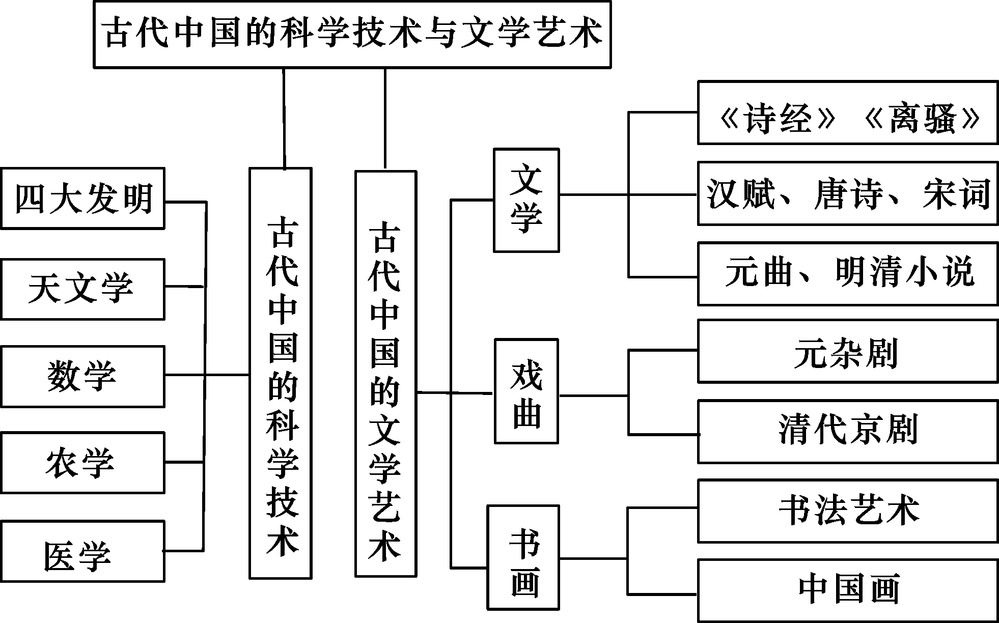 古代中国的科学技术与文学艺术
四大发明
天文学
数学
农学
医学
古代中国的科学技术
古代中国的文学艺术
文学
《诗经》《离骚》
汉赋、唐诗、宋词
元曲、明清小说
戏曲
元杂剧
清代京剧
书画
书法艺术
中国画